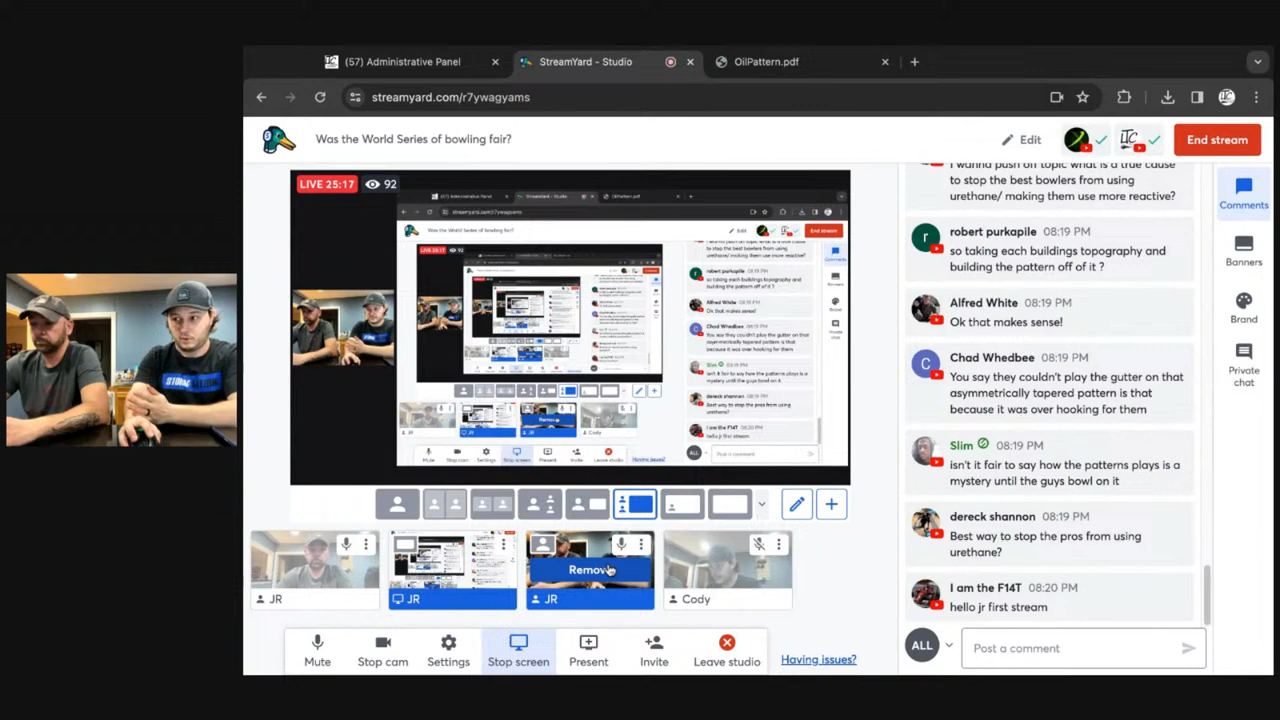 (57) Administrative Panel
StreamYard - Studio
OilPattern.pdf
streamyard.com/r7ywagyams
Was the World Series of bowling fair?
Edit
End stream
LIVE 25:17
92
I wanna push off topic what is a true cause
to stop the best bowlers from using
urethane/ making them use more reactive?
robert purkapile 08:19 PM
so taking each buildings topography and
building the pattern off of it ?
Alfred White 08:19 PM
Ok that makes sense!
Chad Whedbee 08:19 PM
You say they couldn't play the gutter on that
asymmetrically tapered pattern is that
because it was over hooking for them
Slim 08:19 PM
isn't it fair to say how the patterns plays is a
mystery until the guys bowl on it
dereck shannon 08:19 PM
Best way to stop the pros from using
urethane?
I am the F14T 08:20 PM
hello jr first stream
ALL
Post a comment
Comments
Banners
Brand
Private
chat
JR
JR
Remove
JR
Cody
Mute
Stop cam
Settings
Stop screen
Present
Invite
Leave studio
Having issues?